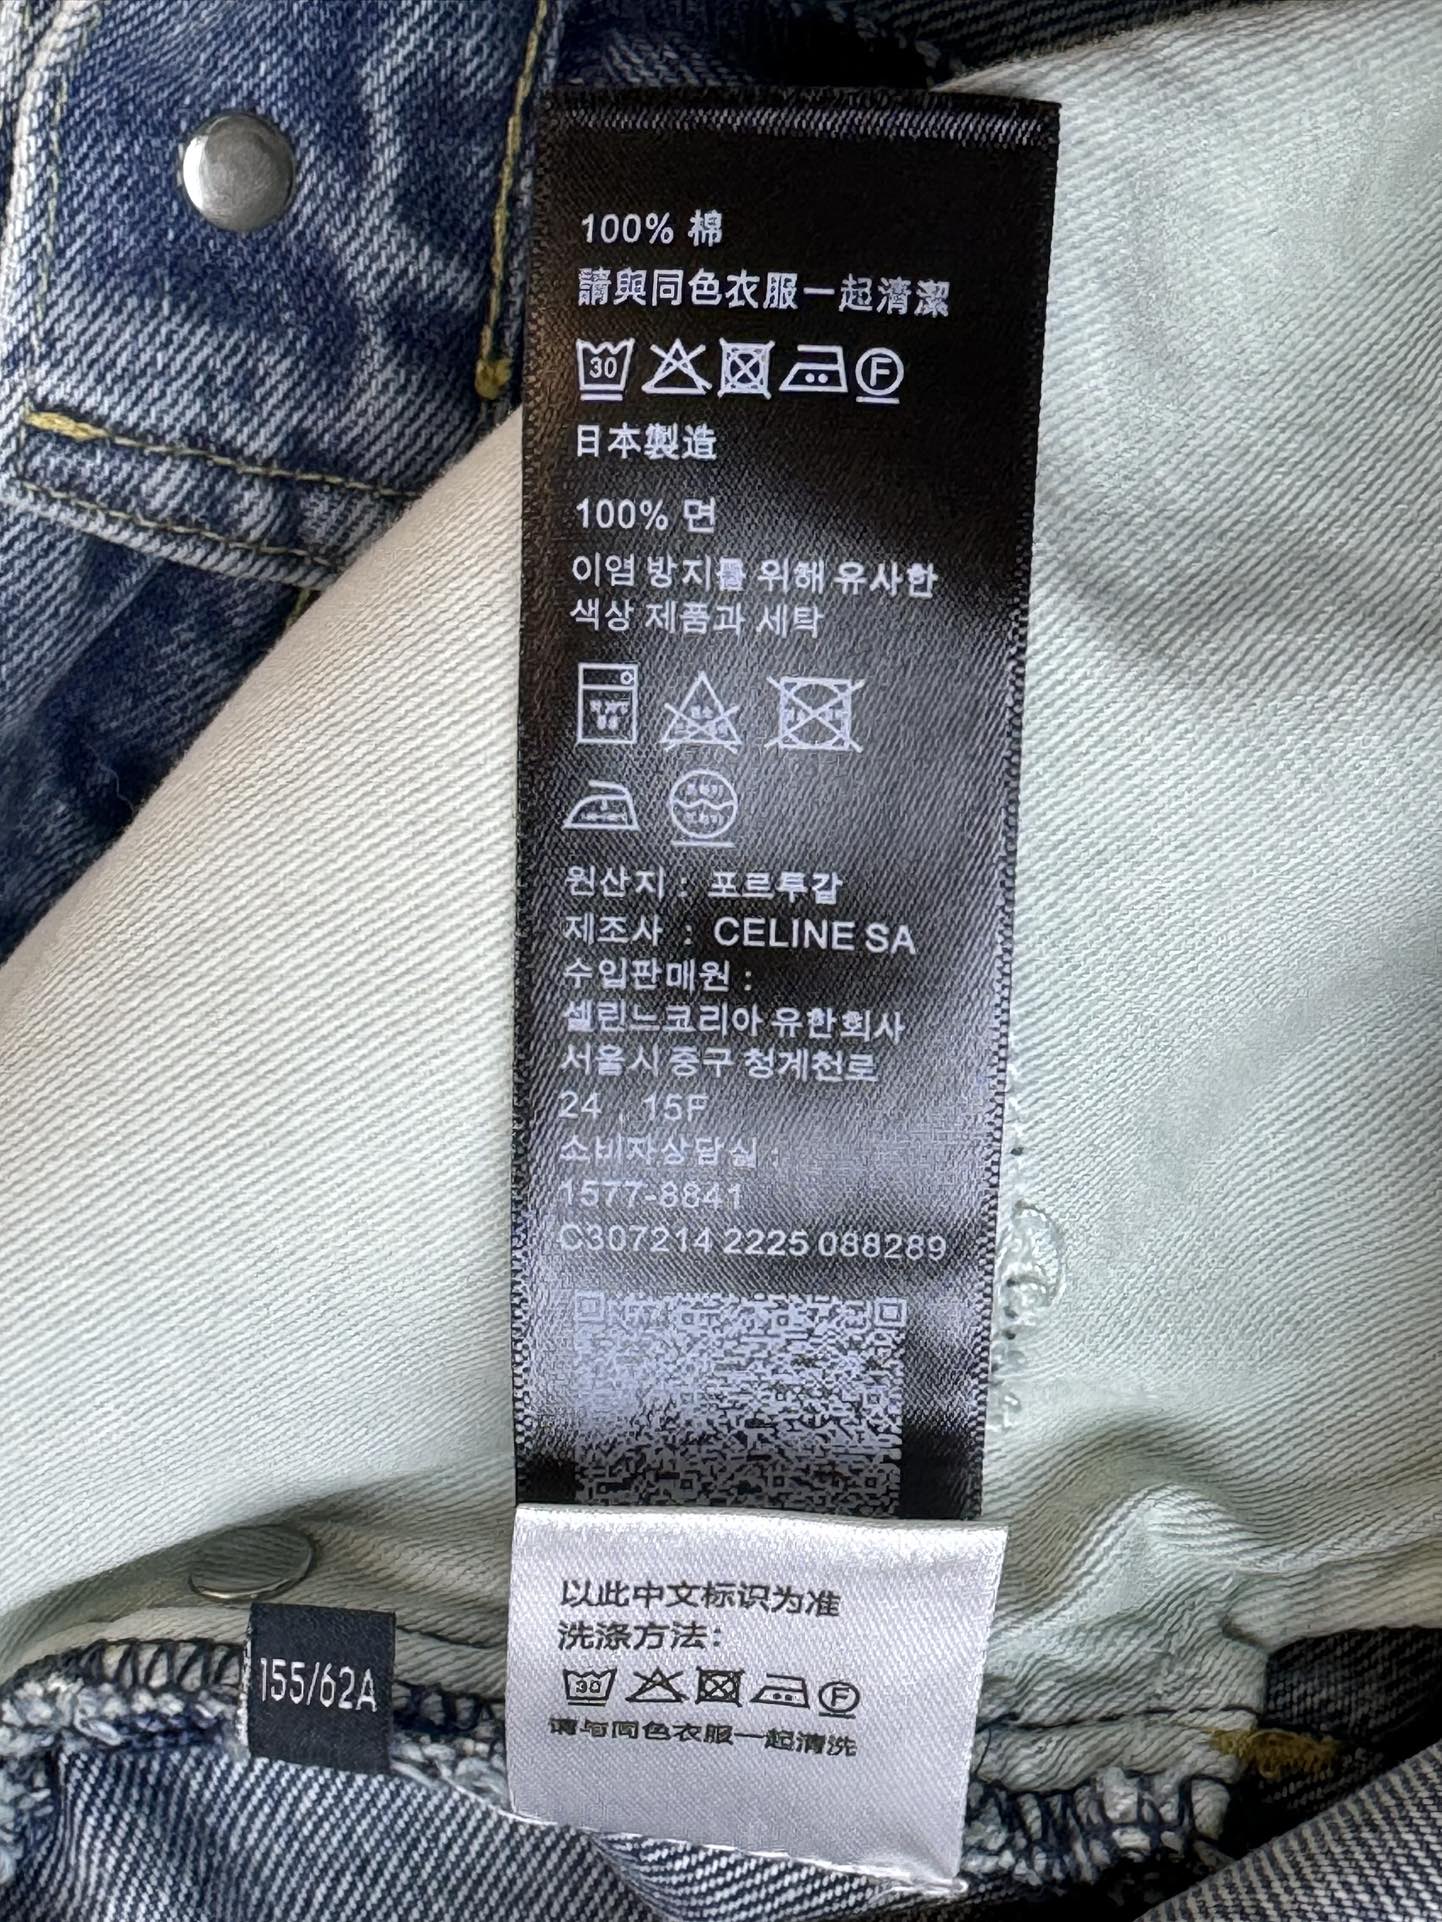 100% 棉
請與同色衣服一起清潔
30 F
日本製造
100% 면
이염 방지를 위해 유사한
색상 제품과 세탁
원산지 : 포르투갈
제조사 : CELINE SA
수입판매원 :
셀린느코리아 유한회사
서울시 중구 청계천로
24 , 15F
소비자상담실 :
1577-8841
C307214 2225 088289
以此中文标识为准
洗涤方法：
30 F
请与同色衣服一起清洗
155/62A